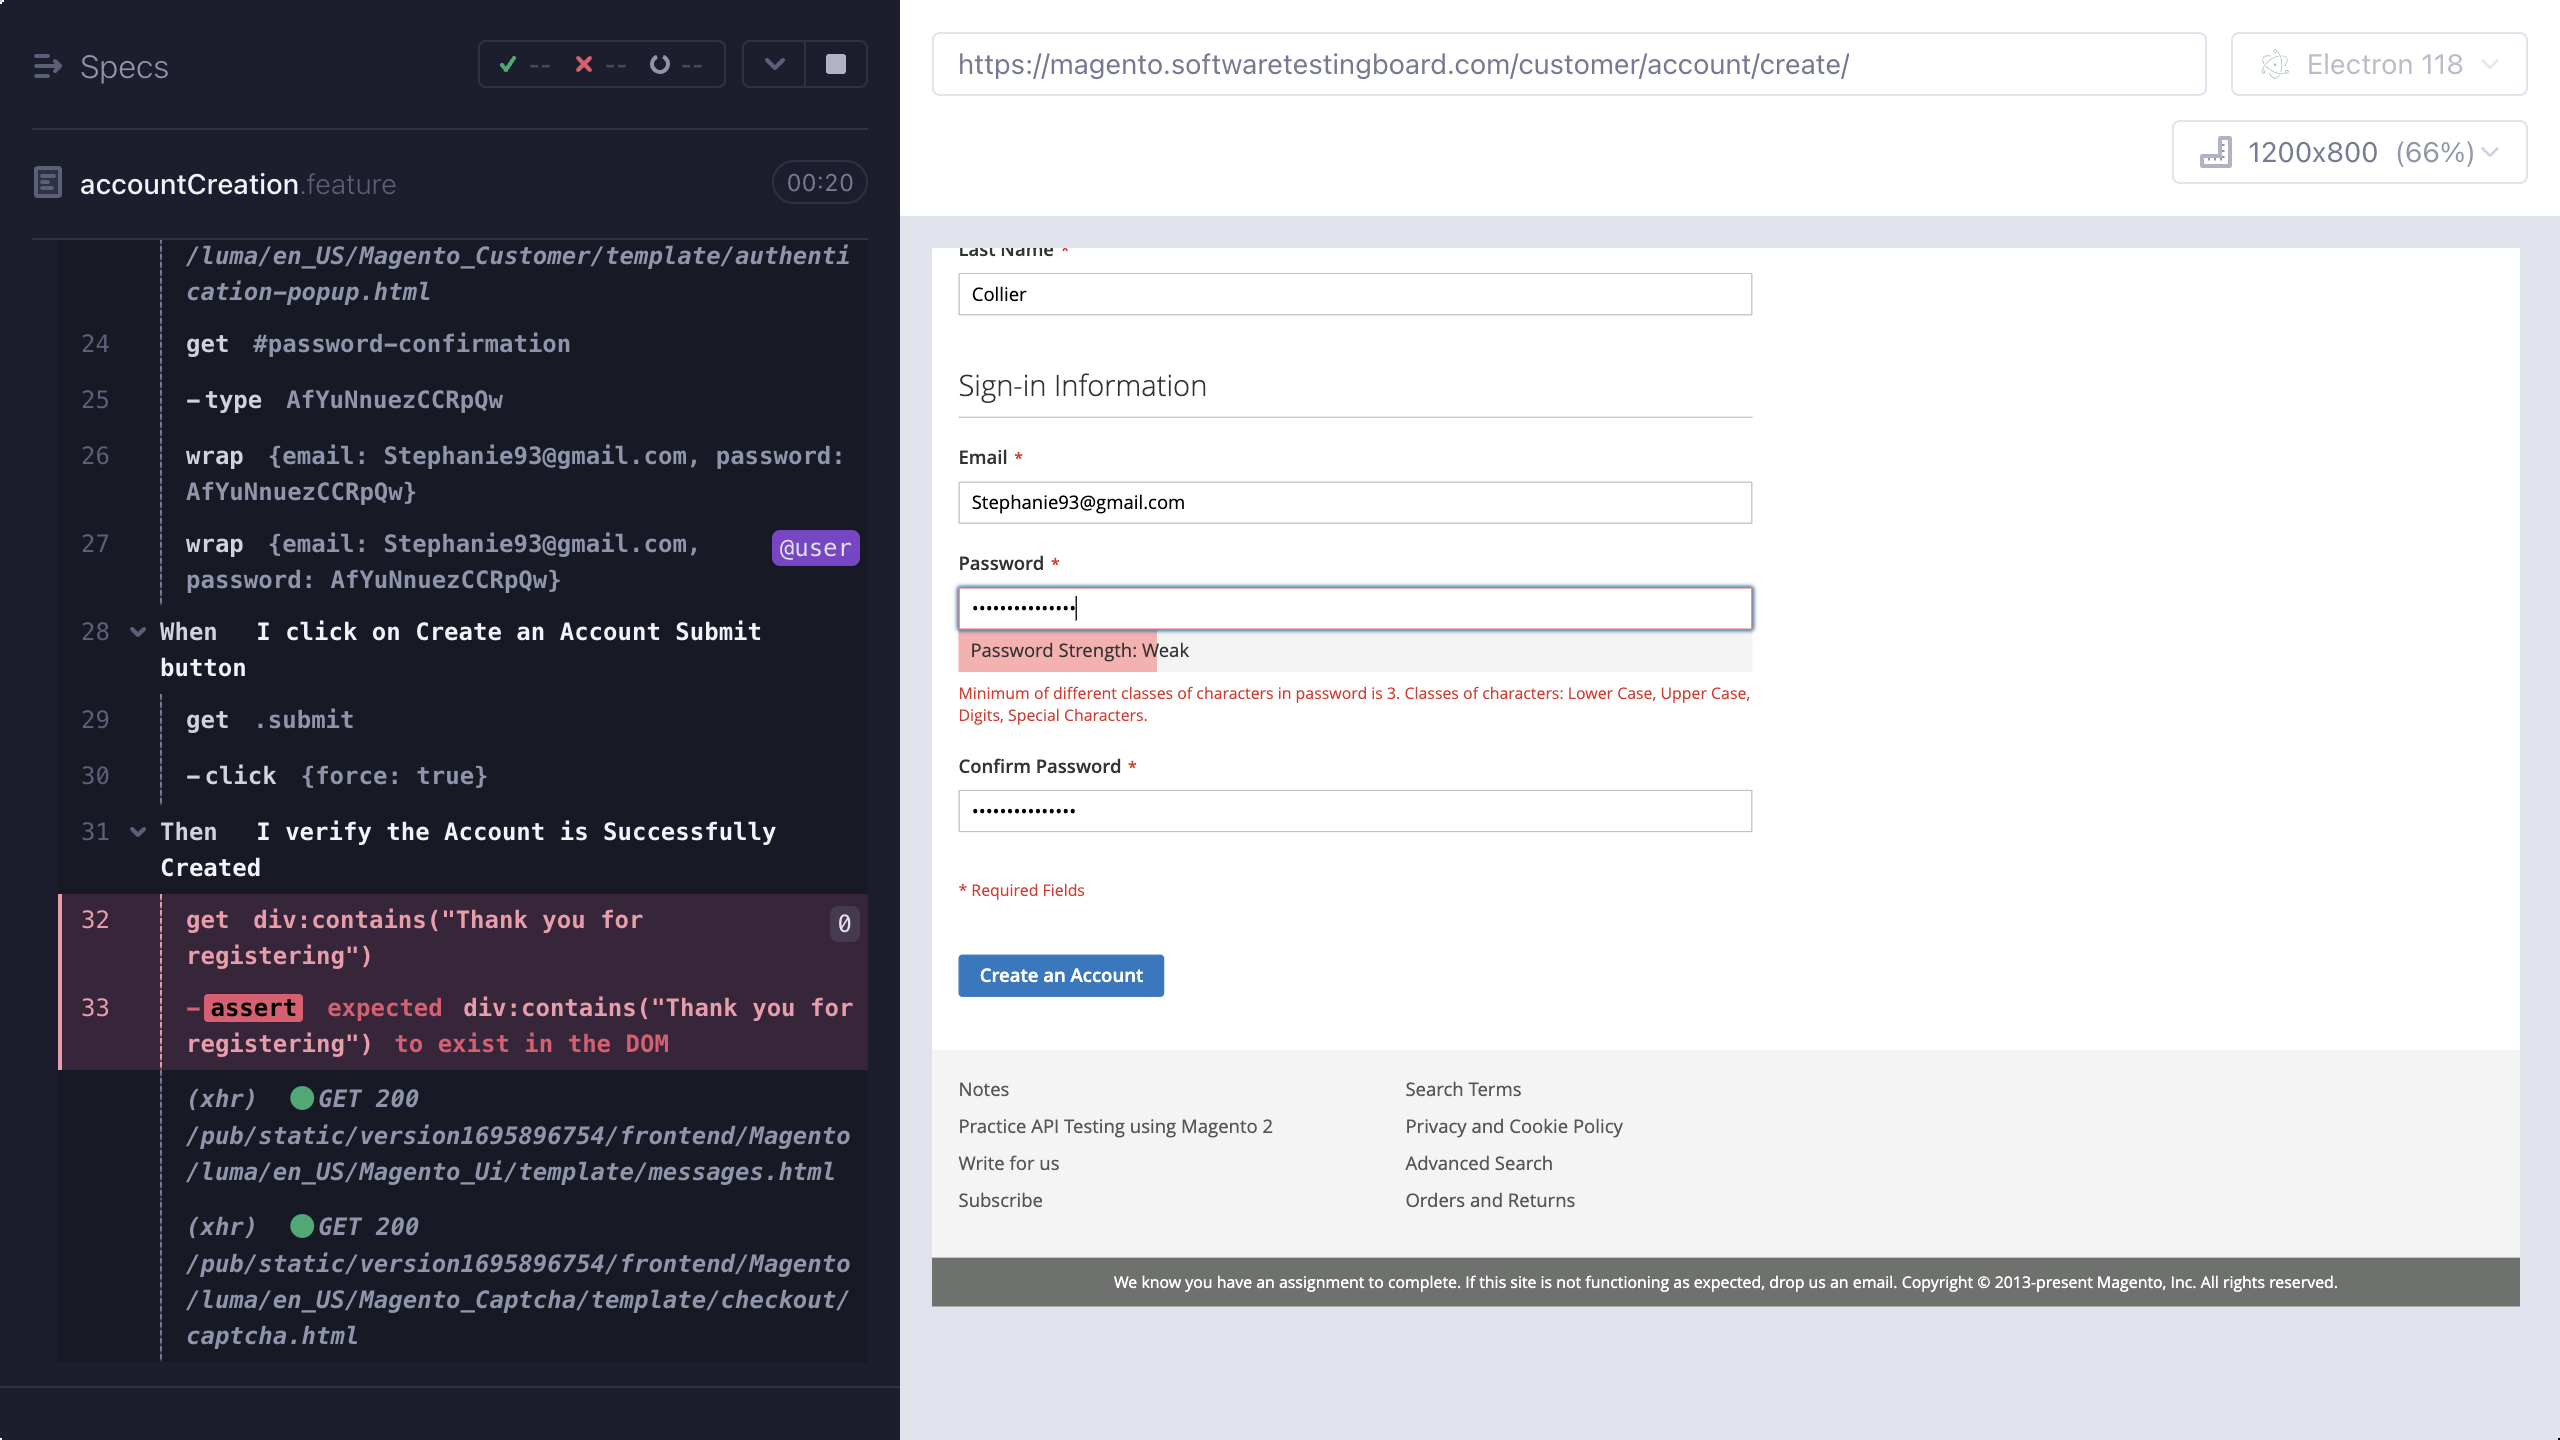 Specs
--
--
--
accountCreation.feature
00:20
/luma/en_US/Magento_Customer/template/authenti
cation-popup.html
24 get #password-confirmation
25 -type AfYuNnuezCCRpQw
26 wrap {email: Stephanie93@gmail.com, password:
AfYuNnuezCCRpQw}
27 wrap {email: Stephanie93@gmail.com, @user
password: AfYuNnuezCCRpQw}
28 When I click on Create an Account Submit
button
29 get .submit
30 -click {force: true}
31 Then I verify the Account is Successfully
Created
32 get div:contains("Thank you for 0
registering")
33 -assert expected div:contains("Thank you for
registering") to exist in the DOM
(xhr) GET 200
/pub/static/version1695896754/frontend/Magento
/luma/en_US/Magento_Ui/template/messages.html
(xhr) GET 200
/pub/static/version1695896754/frontend/Magento
/luma/en_US/Magento_Captcha/template/checkout/
captcha.html
https://magento.softwaretestingboard.com/customer/account/create/
Electron 118
1200x800 (66%)
Last Name *
Collier
Sign-in Information
Email *
Stephanie93@gmail.com
Password *
•••••••••••••••
Password Strength: Weak
Minimum of different classes of characters in password is 3. Classes of characters: Lower Case, Upper Case,
Digits, Special Characters.
Confirm Password *
•••••••••••••••
* Required Fields
Create an Account
Notes
Practice API Testing using Magento 2
Write for us
Subscribe
Search Terms
Privacy and Cookie Policy
Advanced Search
Orders and Returns
We know you have an assignment to complete. If this site is not functioning as expected, drop us an email. Copyright © 2013-present Magento, Inc. All rights reserved.